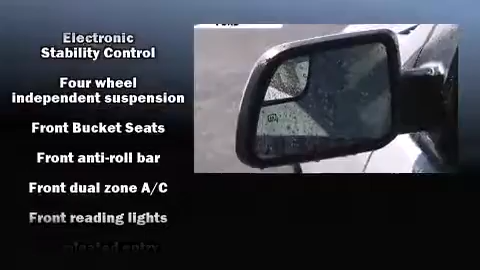 Electronic
Stability Control
Four wheel
independent suspension
Front Bucket Seats
Front anti-roll bar
Front dual zone A/C
Front reading lights
entry